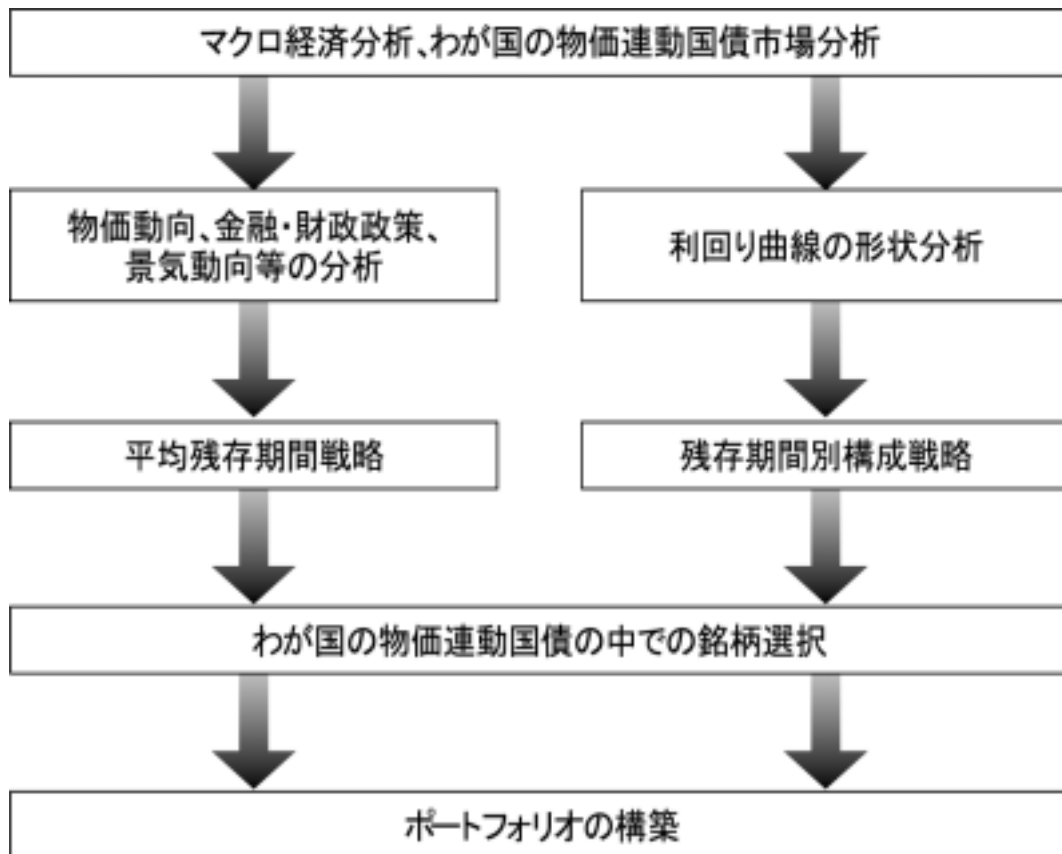 マクロ経済分析、わが国の物価連動国債市場分析
物価動向、金融・財政政策、
景気動向等の分析
利回り曲線の形状分析
平均残存期間戦略
残存期間別構成戦略
わが国の物価連動国債の中での銘柄選択
ポートフォリオの構築